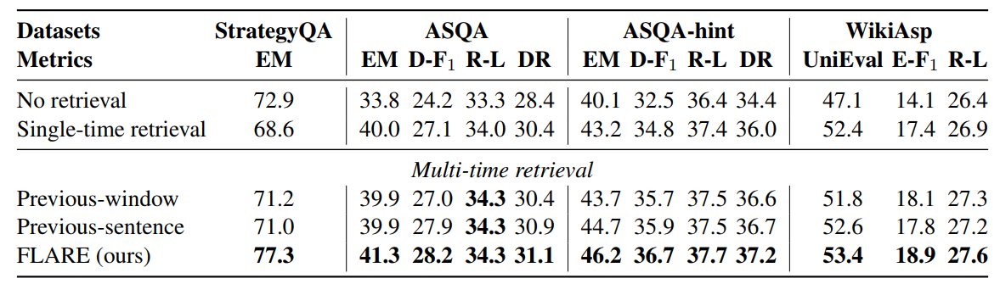 Datasets StrategyQA ASQA ASQA-hint WikiAsp
Metrics EM EM D-F₁ R-L DR EM D-F₁ R-L DR UniEval E-F₁ R-L
No retrieval 72.9 33.8 24.2 33.3 28.4 40.1 32.5 36.4 34.4 47.1 14.1 26.4
Single-time retrieval 68.6 40.0 27.1 34.0 30.4 43.2 34.8 37.4 36.0 52.4 17.4 26.9
Multi-time retrieval
Previous-window 71.2 39.9 27.0 34.3 30.4 43.7 35.7 37.5 36.6 51.8 18.1 27.3
Previous-sentence 71.0 39.9 27.9 34.3 30.9 44.7 35.9 37.5 36.7 52.6 17.8 27.2
FLARE (ours) 77.3 41.3 28.2 34.3 31.1 46.2 36.7 37.7 37.2 53.4 18.9 27.6